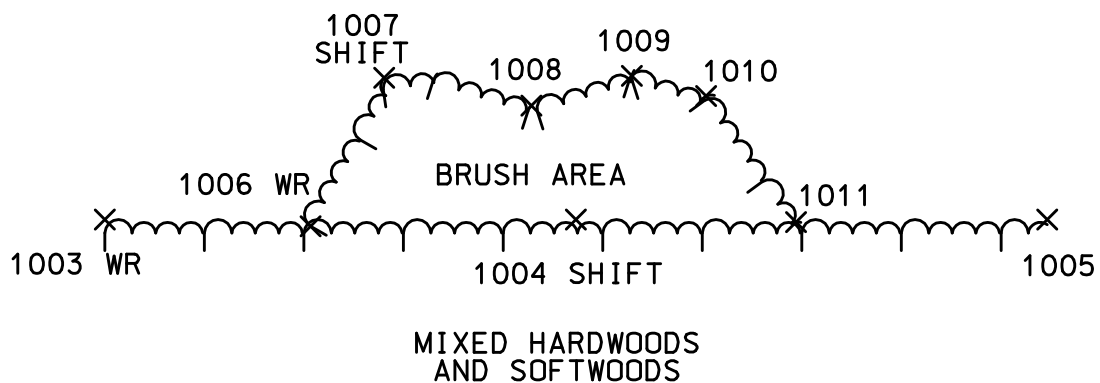 1007
SHIFT
1008
1009
1010
1006 WR
BRUSH AREA
1011
1003 WR
1004 SHIFT
1005
MIXED HARDWOODS
AND SOFTWOODS